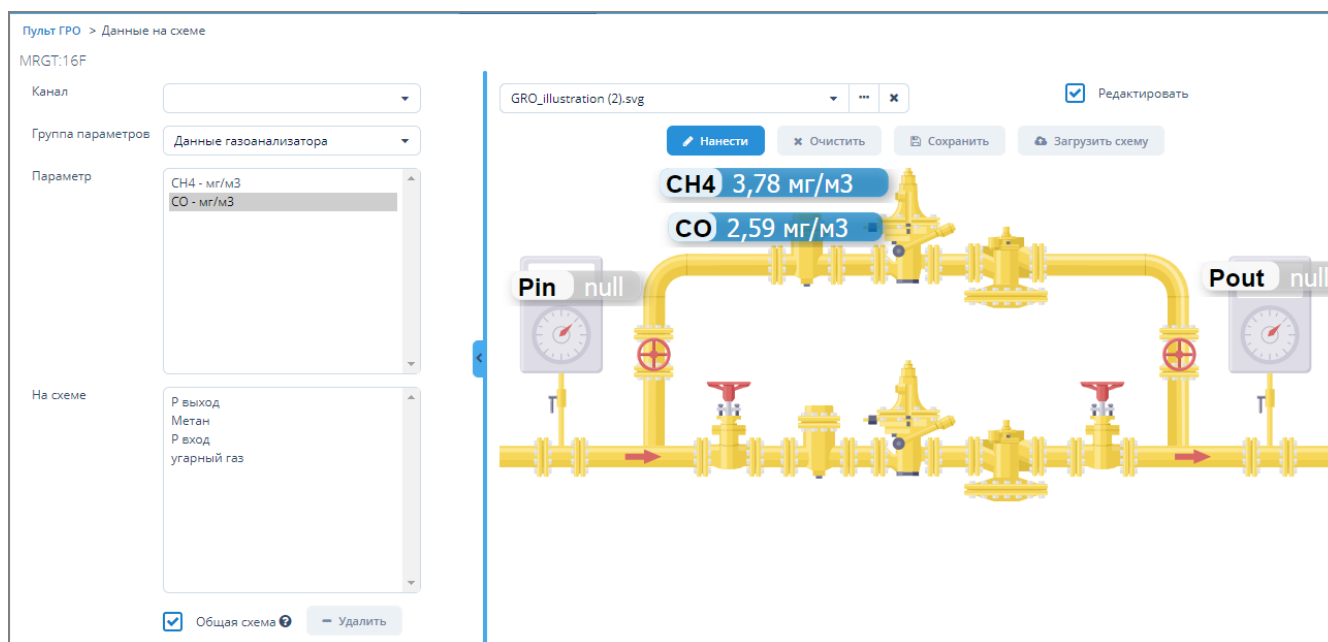 Пульт ГРО > Данные на схеме
MRGT:16F
Канал
Группа параметров
Данные газоанализатора
Параметр
CH4 - мг/м3
CO - мг/м3
На схеме
Р выход
Метан
Р вход
угарный газ
Общая схема ?
Удалить
GRO_illustration (2).svg
Редактировать
Нанести
Очистить
Сохранить
Загрузить схему
CH4 3,78 мг/м3
CO 2,59 мг/м3
Pin null
Pout null